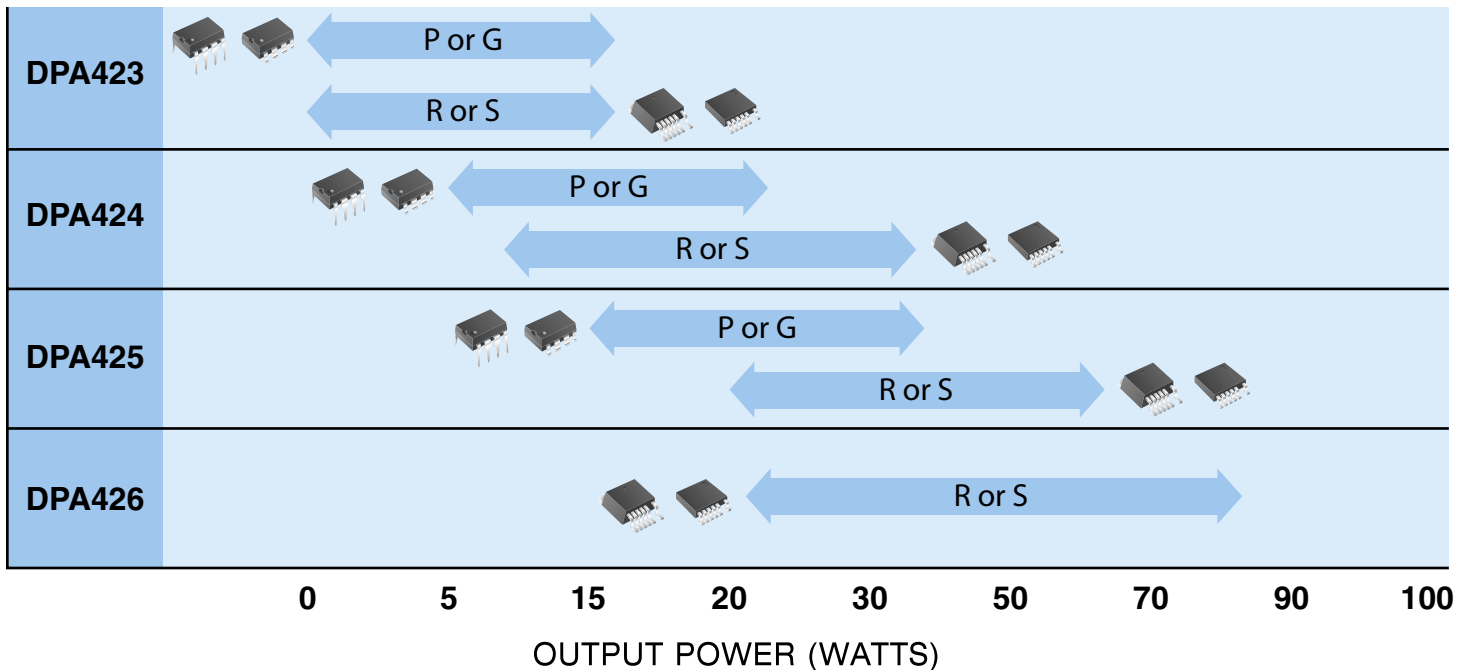 DPA423
P or G
R or S
DPA424
P or G
R or S
DPA425
P or G
R or S
DPA426
R or S
0 5 15 20 30 50 70 90 100
OUTPUT POWER (WATTS)